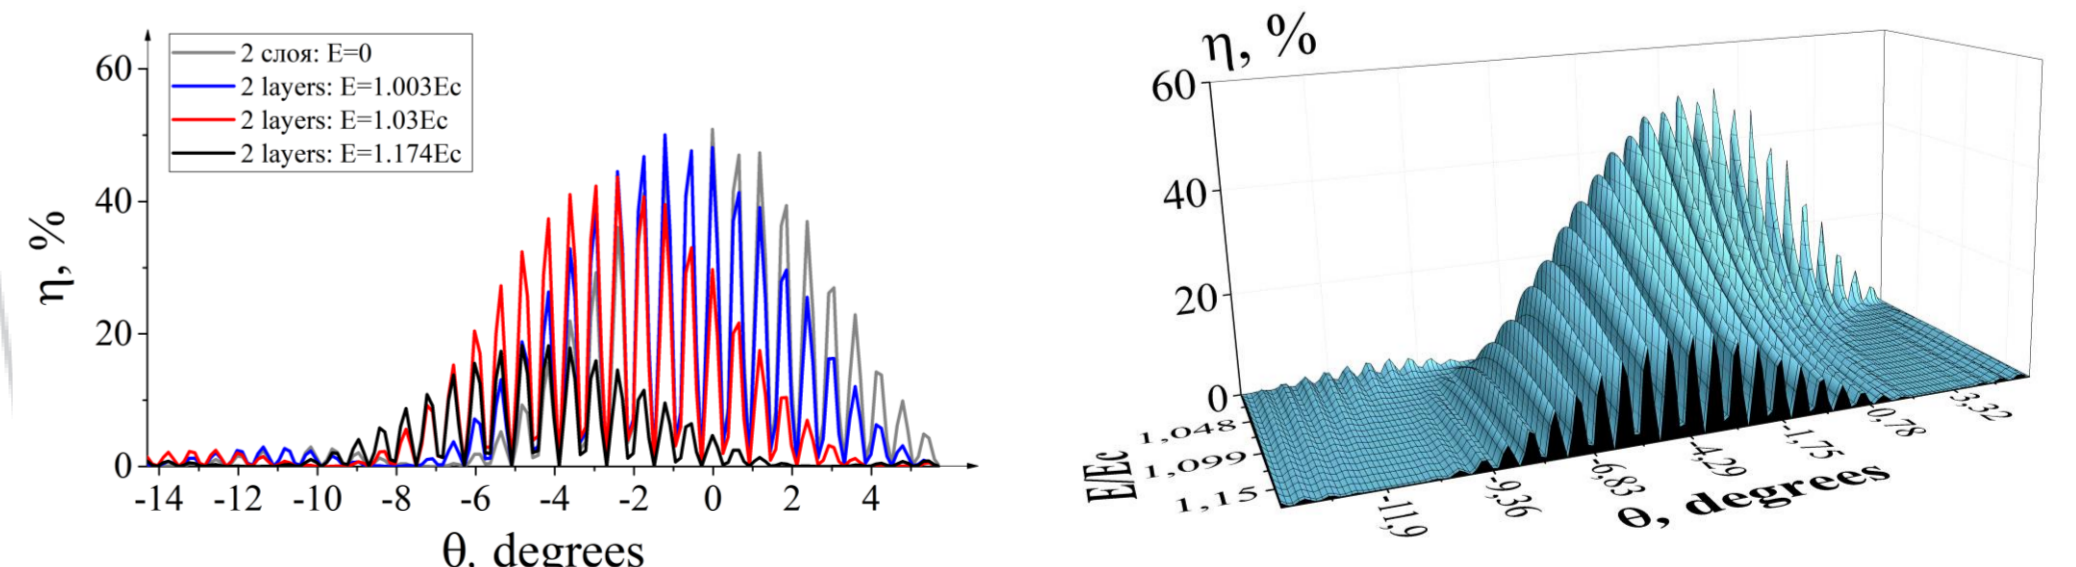 η, %
60
40
20
0
2 слоя: E=0
2 layers: E=1.003Ec
2 layers: E=1.03Ec
2 layers: E=1.174Ec
-14 -12 -10 -8 -6 -4 -2 0 2 4
θ, degrees
η, %
60
40
20
0
1,048
1,099
1,15
E/Ec
-11,9 -9,36 -6,83 -4,29 -1,75 0,78 3,32
θ, degrees